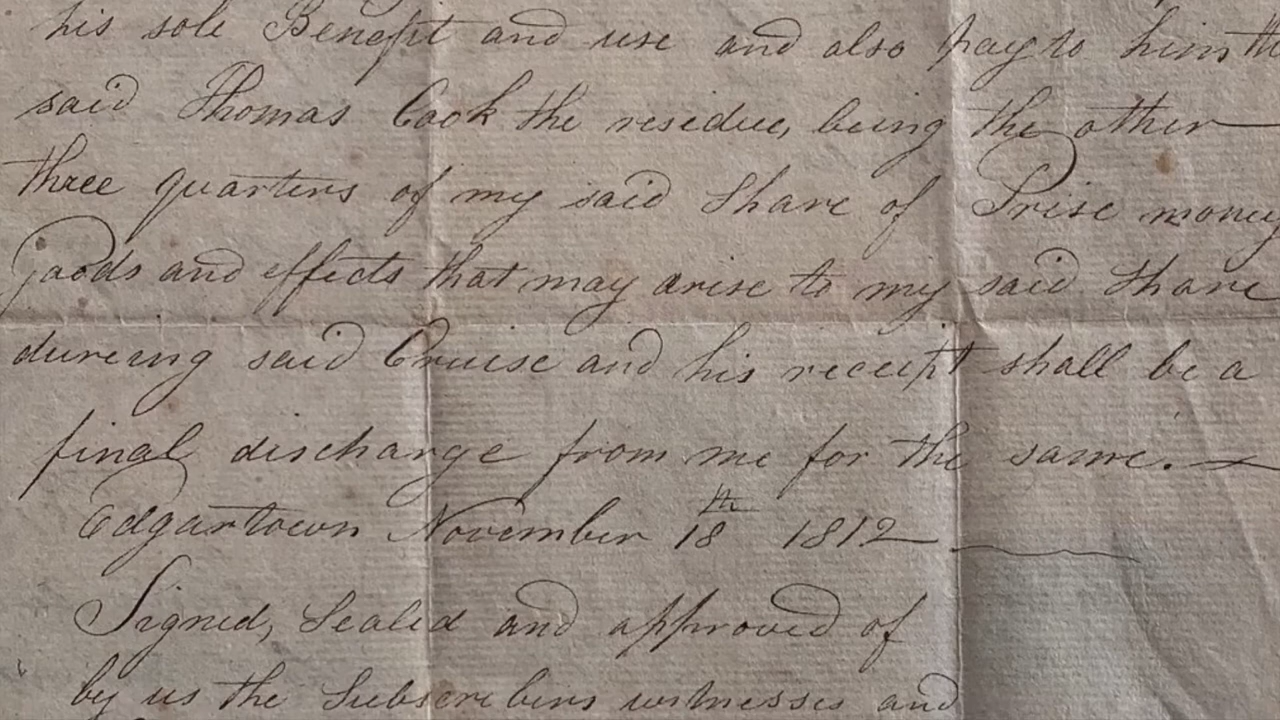 his sole Benefit and use and also pay to him the
said Thomas Cook the residue, being the other
three quarters of my said Share of Prise money
Goods and effects that may arise to my said Share
dureing said Cruise and his receipt shall be a
final discharge from me for the same.
Edgartown November 18th 1812
Signed, Sealed and approved of
by us the Subscribers witnesses and